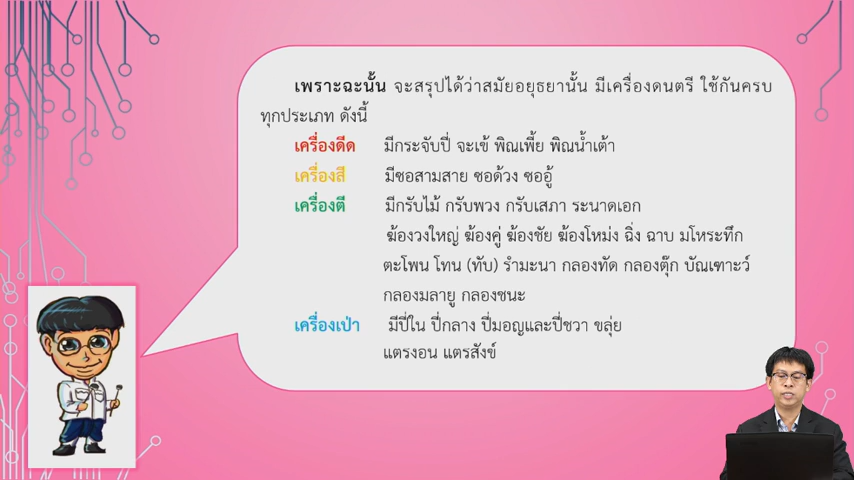 เพราะฉะนั้น จะสรุปได้ว่าสมัยอยุธยานั้น มีเครื่องดนตรี ใช้กันครบ
ทุกประเภท ดังนี้
เครื่องดีด มีกระจับปี่ จะเข้ พิณเพี้ย พิณน้ำเต้า
เครื่องสี มีซอสามสาย ซอด้วง ซออู้
เครื่องตี มีกรับไม้ กรับพวง กรับเสภา ระนาดเอก
ฆ้องวงใหญ่ ฆ้องคู่ ฆ้องชัย ฆ้องโหม่ง ฉิ่ง ฉาบ มโหระทึก
ตะโพน โทน (ทับ) รำมะนา กลองทัด กลองตุ๊ก บัณเฑาะว์
กลองมลายู กลองชนะ
เครื่องเป่า มีปี่ใน ปี่กลาง ปี่มอญและปี่ชวา ขลุ่ย
แตรงอน แตรสังข์